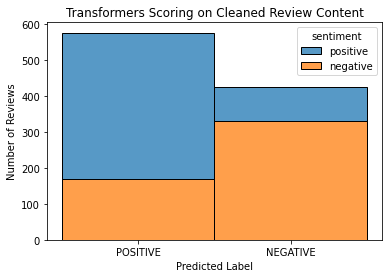 Transformers Scoring on Cleaned Review Content
600
500
400
300
200
100
0
Number of Reviews
sentiment
positive
negative
POSITIVE
NEGATIVE
Predicted Label